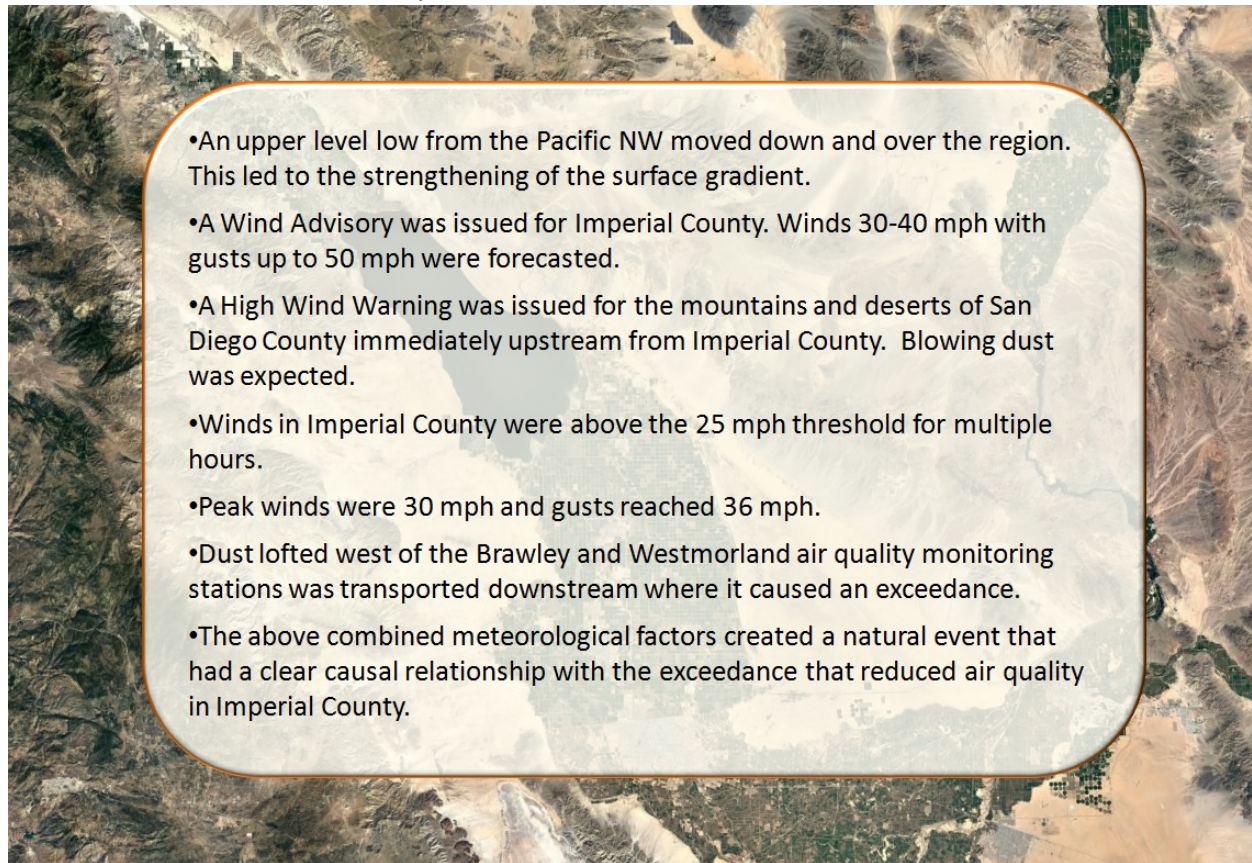 •An upper level low from the Pacific NW moved down and over the region.
This led to the strengthening of the surface gradient.
•A Wind Advisory was issued for Imperial County. Winds 30-40 mph with
gusts up to 50 mph were forecasted.
•A High Wind Warning was issued for the mountains and deserts of San
Diego County immediately upstream from Imperial County.  Blowing dust
was expected.
•Winds in Imperial County were above the 25 mph threshold for multiple
hours.
•Peak winds were 30 mph and gusts reached 36 mph.
•Dust lofted west of the Brawley and Westmorland air quality monitoring
stations was transported downstream where it caused an exceedance.
•The above combined meteorological factors created a natural event that
had a clear causal relationship with the exceedance that reduced air quality
in Imperial County.